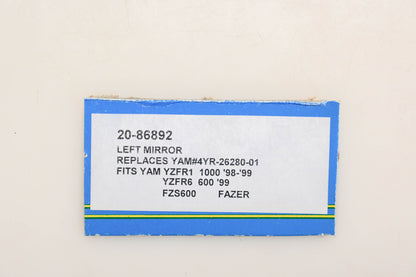 20-86892
LEFT MIRROR
REPLACES YAM#4YR-26280-01
FITS YAM YZFR1 1000 '98-'99
YZFR6 600 '99
FZS600 FAZER